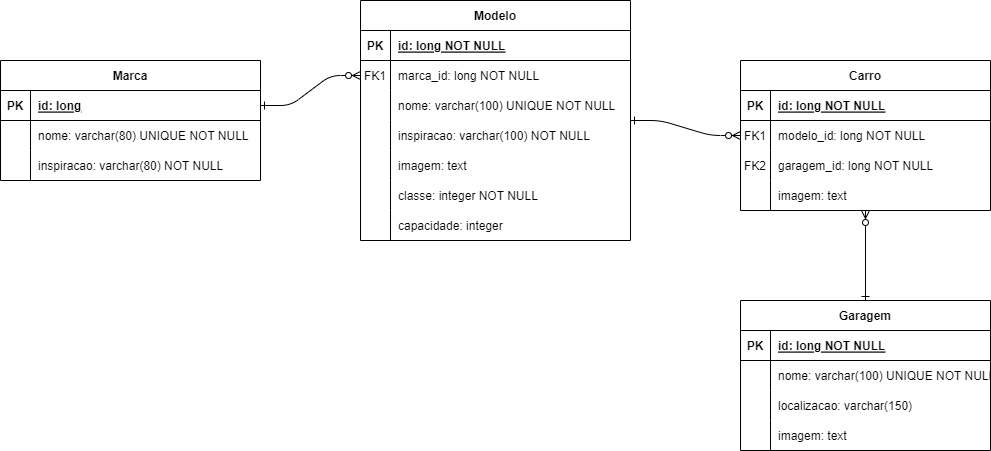 Marca
PK id: long
nome: varchar(80) UNIQUE NOT NULL
inspiracao: varchar(80) NOT NULL
Modelo
PK id: long NOT NULL
FK1 marca_id: long NOT NULL
nome: varchar(100) UNIQUE NOT NULL
inspiracao: varchar(100) NOT NULL
imagem: text
classe: integer NOT NULL
capacidade: integer
Carro
PK id: long NOT NULL
FK1 modelo_id: long NOT NULL
FK2 garagem_id: long NOT NULL
imagem: text
Garagem
PK id: long NOT NULL
nome: varchar(100) UNIQUE NOT NULL
localizacao: varchar(150)
imagem: text